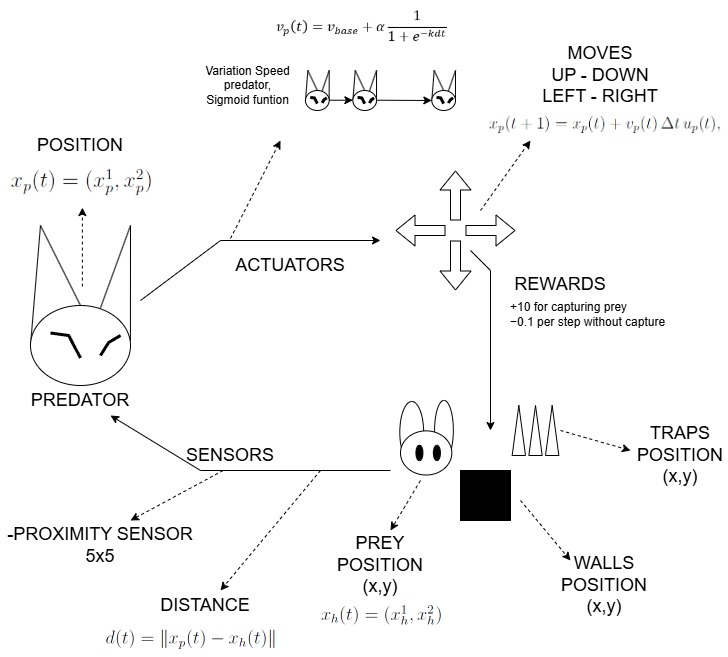 v_p(t) = v_{base} + α \frac{1}{1 + e^{-kdt}}
Variation Speed
predator,
Sigmoid funtion
MOVES
UP - DOWN
LEFT - RIGHT
x_p(t + 1) = x_p(t) + v_p(t) Δt u_p(t),
POSITION
x_p(t) = (x_p^1, x_p^2)
ACTUATORS
REWARDS
+10 for capturing prey
−0.1 per step without capture
PREDATOR
SENSORS
TRAPS
POSITION
(x,y)
-PROXIMITY SENSOR
5x5
PREY
POSITION
(x,y)
x_h(t) = (x_h^1, x_h^2)
WALLS
POSITION
(x,y)
DISTANCE
d(t) = ‖x_p(t) − x_h(t)‖